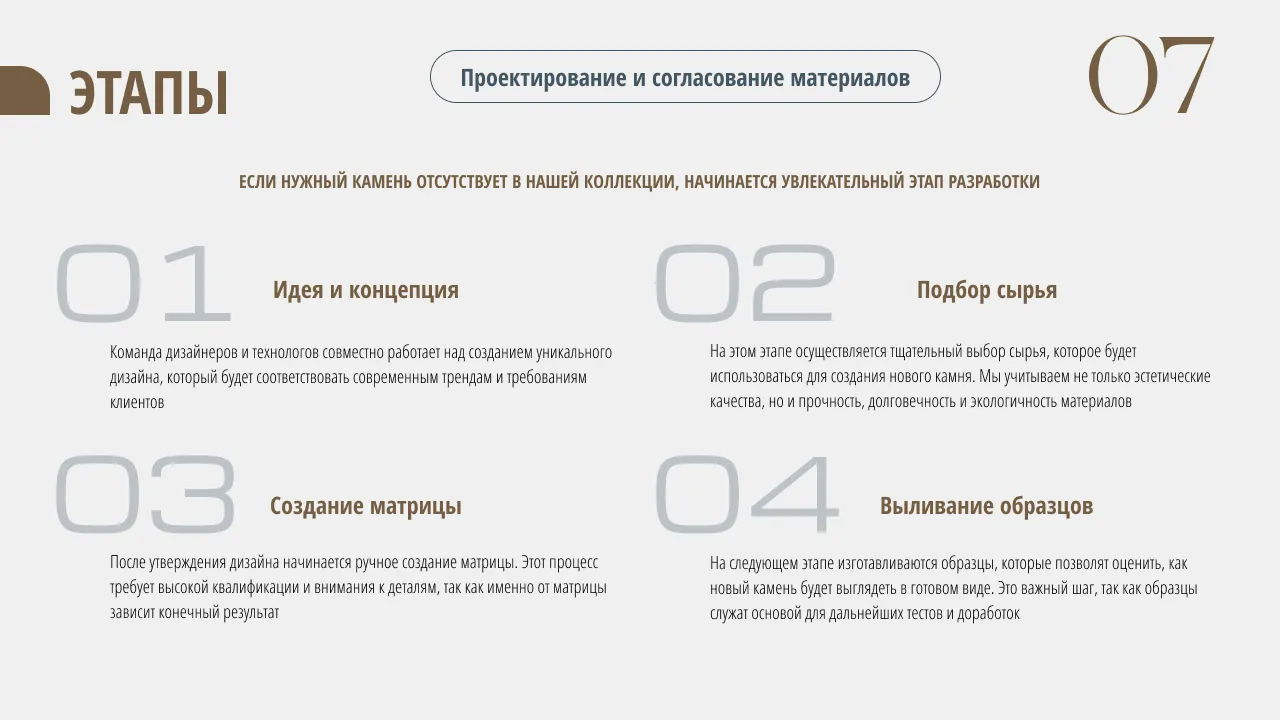 ЭТАПЫ
Проектирование и согласование материалов
07
ЕСЛИ НУЖНЫЙ КАМЕНЬ ОТСУТСТВУЕТ В НАШЕЙ КОЛЛЕКЦИИ, НАЧИНАЕТСЯ УВЛЕКАТЕЛЬНЫЙ ЭТАП РАЗРАБОТКИ
01
Идея и концепция
Команда дизайнеров и технологов совместно работает над созданием уникального
дизайна, который будет соответствовать современным трендам и требованиям
клиентов
02
Подбор сырья
На этом этапе осуществляется тщательный выбор сырья, которое будет
использоваться для создания нового камня. Мы учитываем не только эстетические
качества, но и прочность, долговечность и экологичность материалов
03
Создание матрицы
После утверждения дизайна начинается ручное создание матрицы. Этот процесс
требует высокой квалификации и внимания к деталям, так как именно от матрицы
зависит конечный результат
04
Выливание образцов
На следующем этапе изготавливаются образцы, которые позволят оценить, как
новый камень будет выглядеть в готовом виде. Это важный шаг, так как образцы
служат основой для дальнейших тестов и доработок